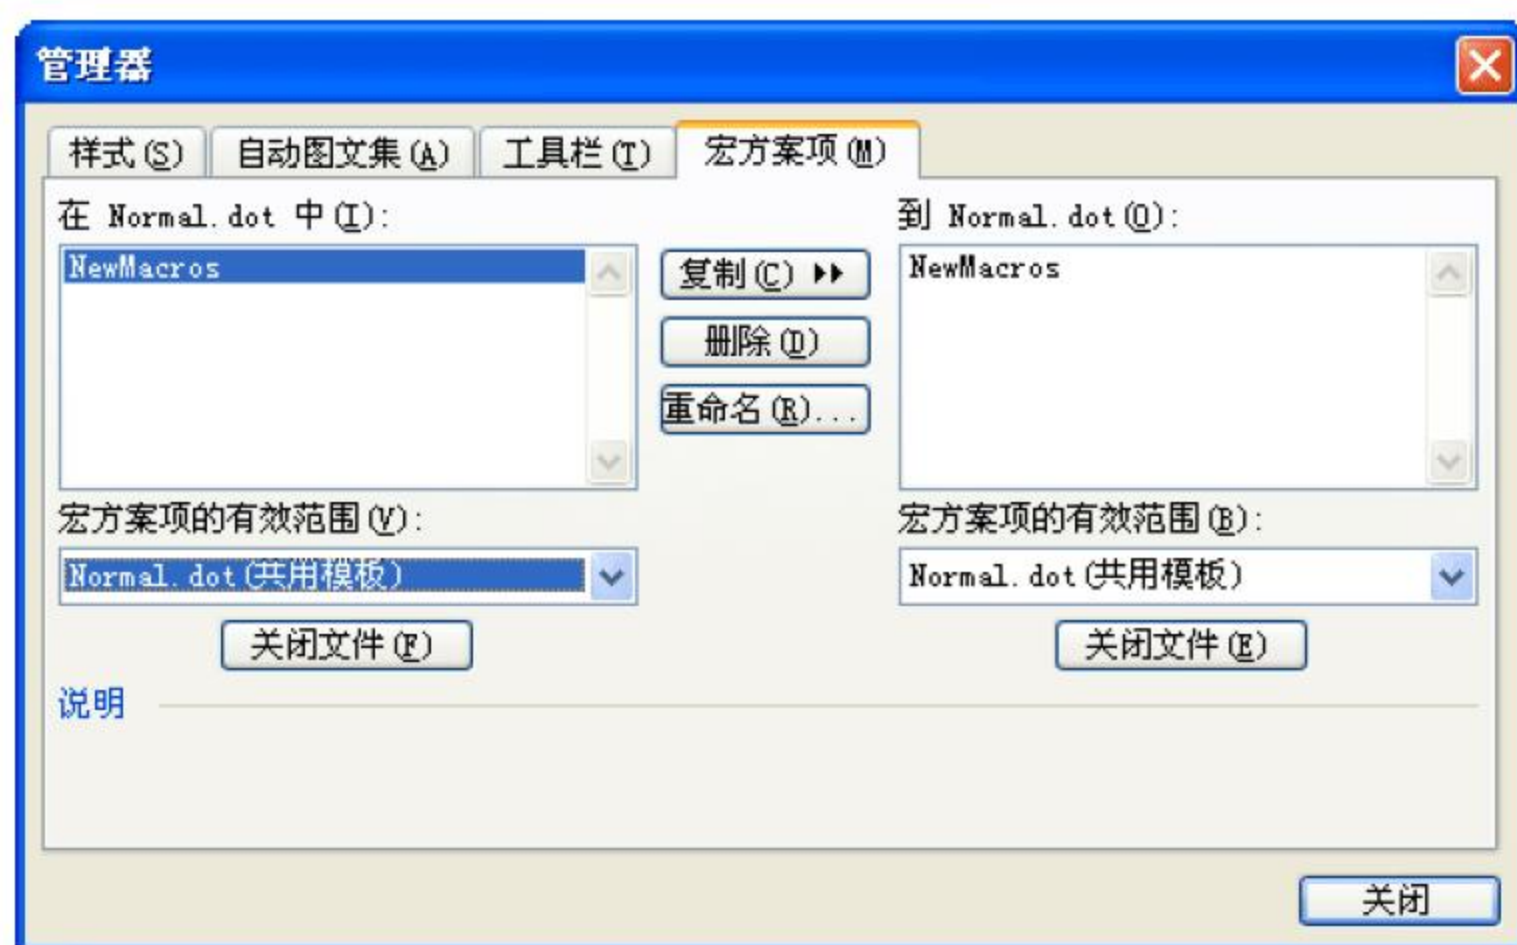 管理器
样式(S) 自动图文集(A) 工具栏(T) 宏方案项(M)
在 Normal.dot 中(I): 到 Normal.dot(O):
NewMacros 复制(C) NewMacros
删除(D)
重命名(R)...
宏方案项的有效范围(V): 宏方案项的有效范围(B):
Normal.dot(共用模板) Normal.dot(共用模板)
关闭文件(F) 关闭文件(E)
说明
关闭